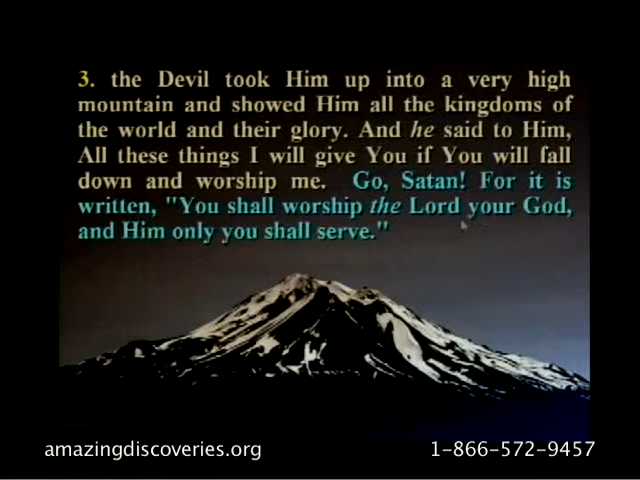 3. the Devil took Him up into a very high
mountain and showed Him all the kingdoms of
the world and their glory. And he said to Him,
All these things I will give You if You will fall
down and worship me. Go, Satan! For it is
written, "You shall worship the Lord your God,
and Him only you shall serve."
amazingdiscoveries.org 1-866-572-9457